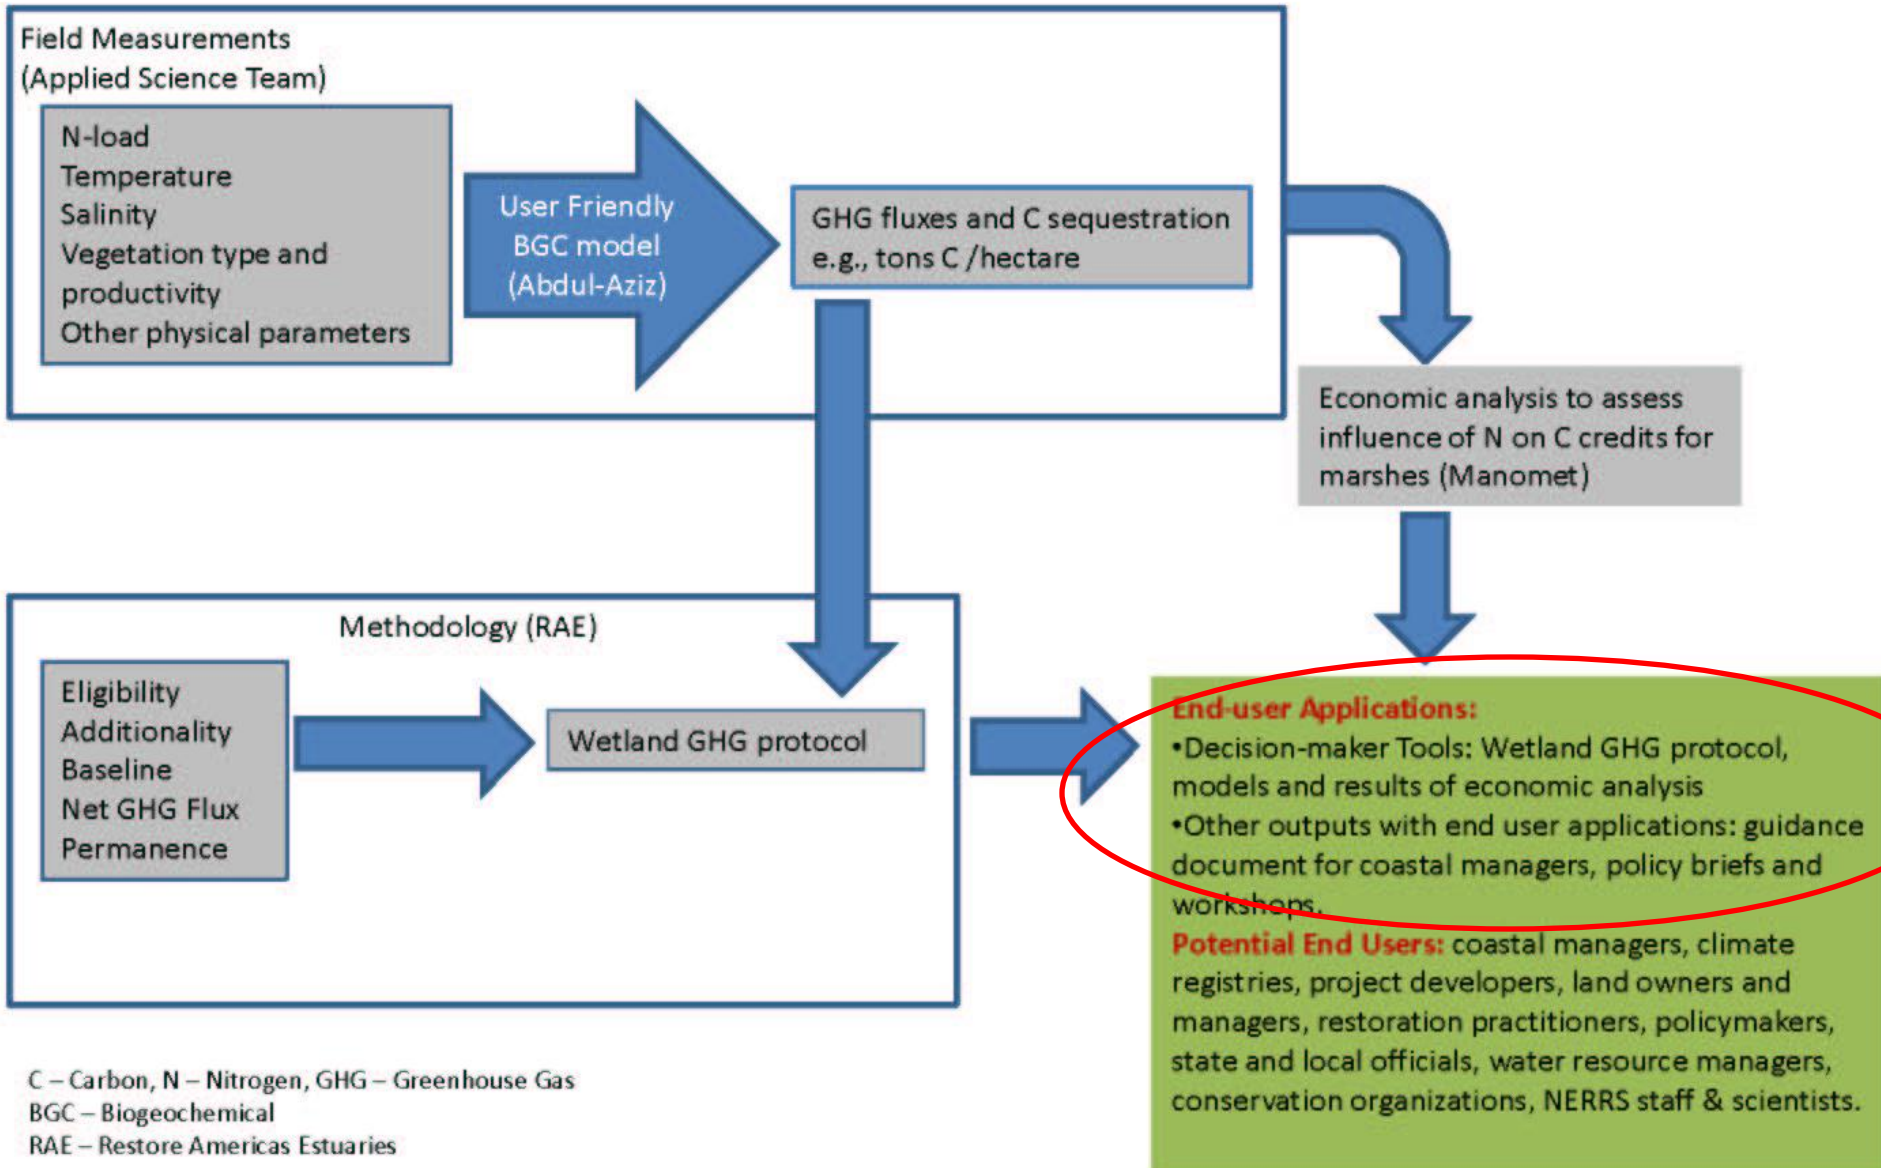 Field Measurements
(Applied Science Team)
N-load
Temperature
Salinity
Vegetation type and
productivity
Other physical parameters
User Friendly
BGC model
(Abdul-Aziz)
GHG fluxes and C sequestration
e.g., tons C /hectare
Economic analysis to assess
influence of N on C credits for
marshes (Manomet)
Methodology (RAE)
Eligibility
Additionality
Baseline
Net GHG Flux
Permanence
Wetland GHG protocol
End-user Applications:
•Decision-maker Tools: Wetland GHG protocol,
models and results of economic analysis
•Other outputs with end user applications: guidance
document for coastal managers, policy briefs and
workshops.
Potential End Users: coastal managers, climate
registries, project developers, land owners and
managers, restoration practitioners, policymakers,
state and local officials, water resource managers,
conservation organizations, NERRS staff & scientists.
C – Carbon, N – Nitrogen, GHG – Greenhouse Gas
BGC – Biogeochemical
RAE – Restore Americas Estuaries